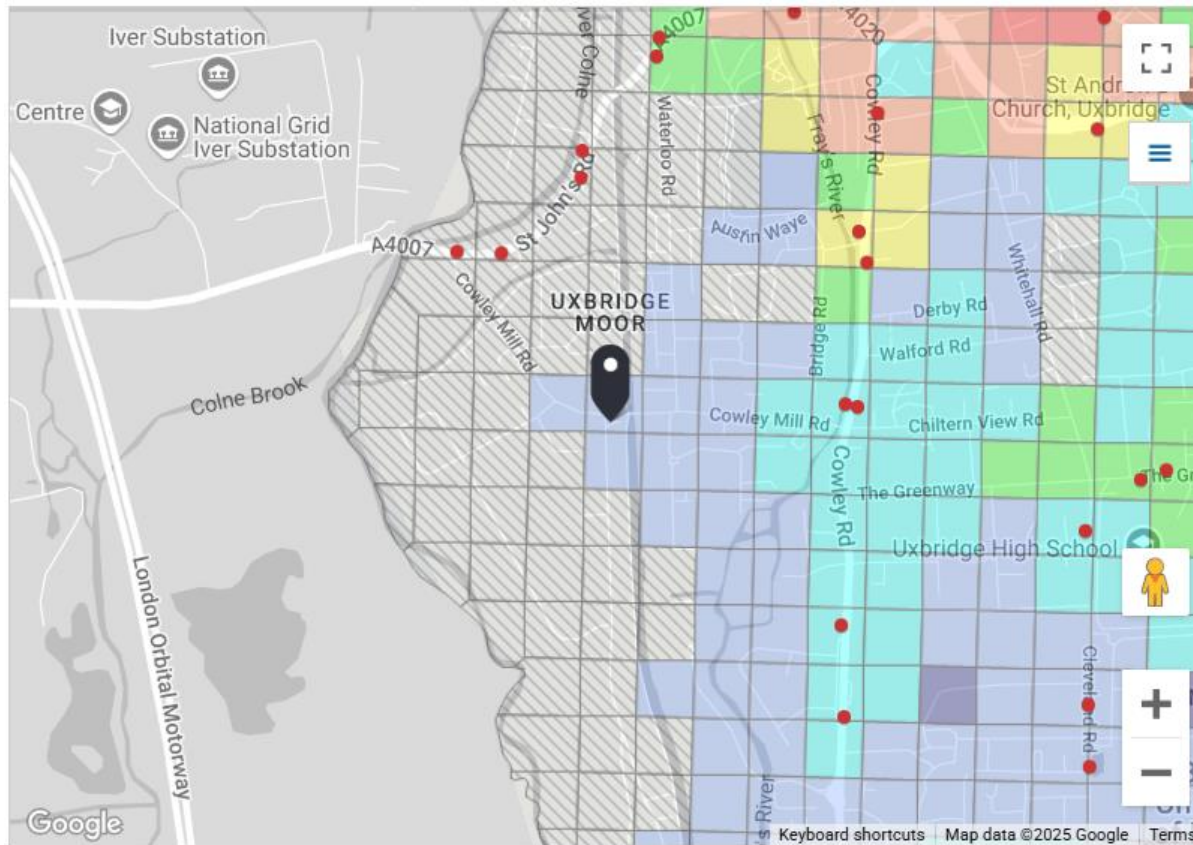 Iver Substation
Centre
National Grid
Iver Substation
A4007
A4020
Cowley Rd
St Andrew
Church, Uxbridge
Fray's River
Waterloo Rd
St John's Rd
Austin Waye
A4007
Cowley Mill Rd
UXBRIDGE
MOOR
Whitehall Rd
Derby Rd
Bridge Rd
Walford Rd
Colne Brook
Cowley Mill Rd
Chiltern View Rd
Cowley Rd
The Greenway
Uxbridge High School
London Orbital Motorway
Cleveland Rd
's River
Google
Keyboard shortcuts
Map data ©2025 Google
Terms